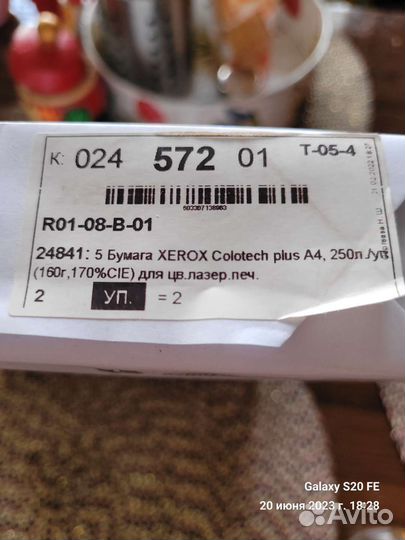 К: 024 572 01 Т-05-4
R01-08-B-01
24841: 5 Бумага XEROX Colotech plus A4, 250л./уп
(160г,170%CIE) для цв.лазер.печ.
2 УП. = 2
Galaxy S20 FE
20 июня 2023 г. 18:28
Avito